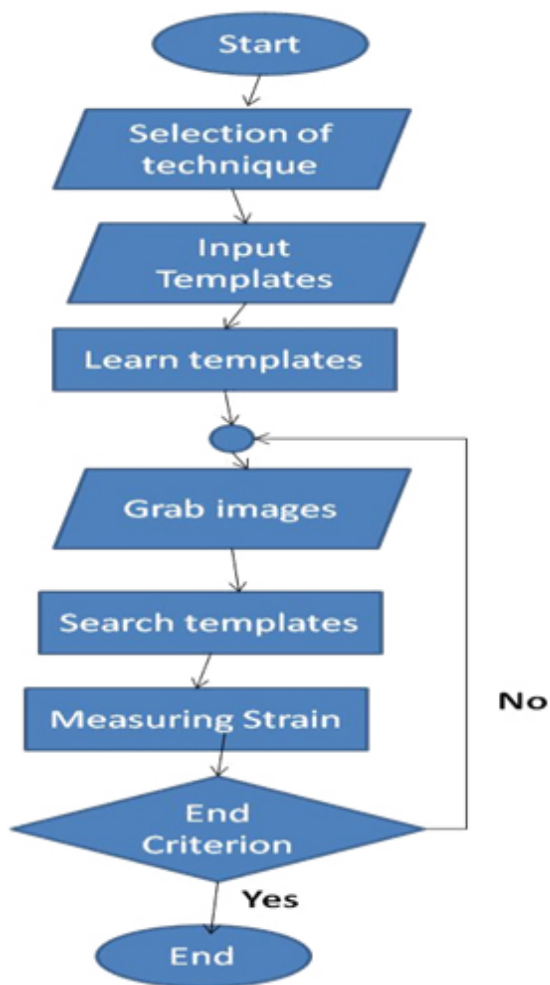 Start
Selection of
technique
Input
Templates
Learn templates
Grab images
Search templates
Measuring Strain
No
End
Criterion
Yes
End